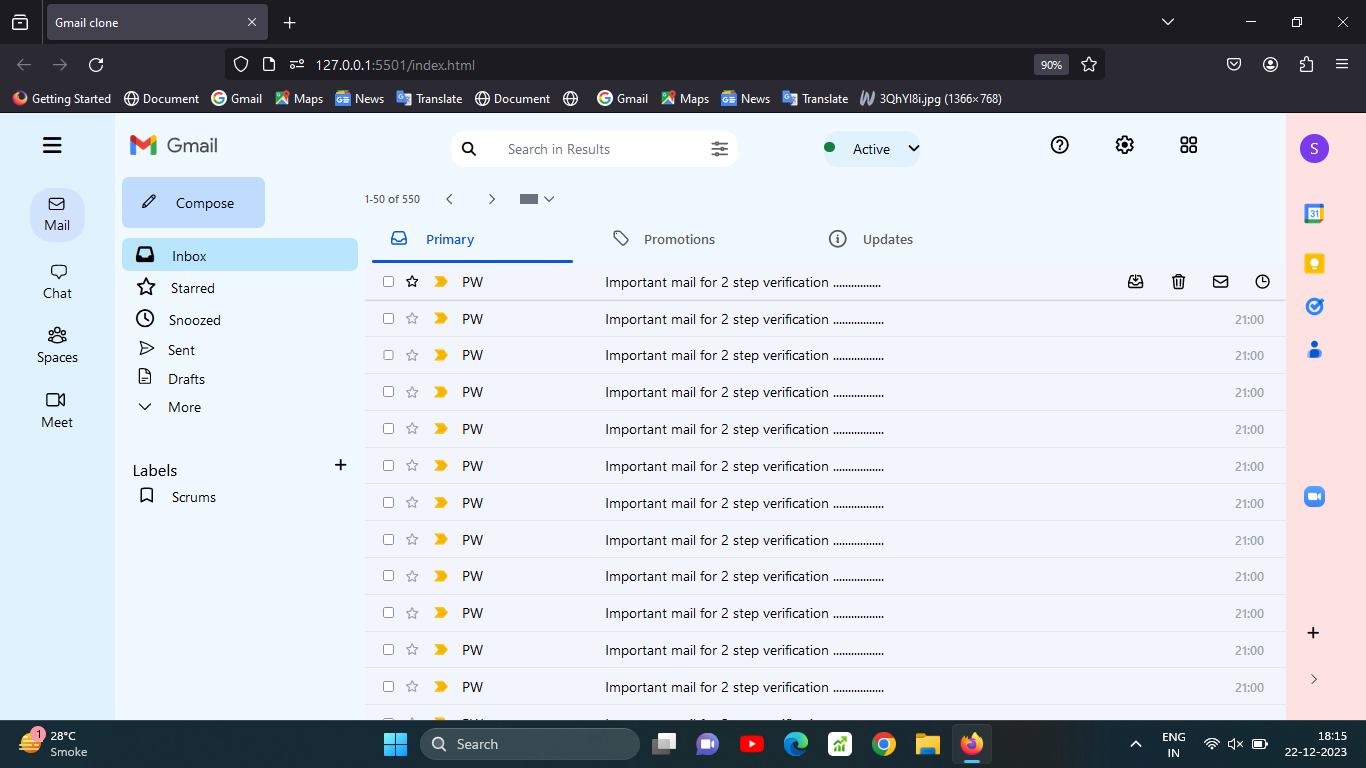 Gmail clone
127.0.0.1:5501/index.html
90%
Getting Started Document Gmail Maps News Translate Document Gmail Maps News Translate 3QhYl8i.jpg (1366×768)
Gmail
Search in Results
Active
S
Compose
1-50 of 550
Mail
Primary
Promotions
Updates
Inbox
Starred
Snoozed
Sent
Drafts
More
Chat
Spaces
Meet
Labels
Scrums
31
PW Important mail for 2 step verification ................
PW Important mail for 2 step verification ................. 21:00
PW Important mail for 2 step verification ................. 21:00
PW Important mail for 2 step verification ................. 21:00
PW Important mail for 2 step verification ................. 21:00
PW Important mail for 2 step verification ................. 21:00
PW Important mail for 2 step verification ................. 21:00
PW Important mail for 2 step verification ................. 21:00
PW Important mail for 2 step verification ................. 21:00
PW Important mail for 2 step verification ................. 21:00
PW Important mail for 2 step verification ................. 21:00
PW Important mail for 2 step verification ................. 21:00
1
28°C
Smoke
Search
ENG
IN
18:15
22-12-2023